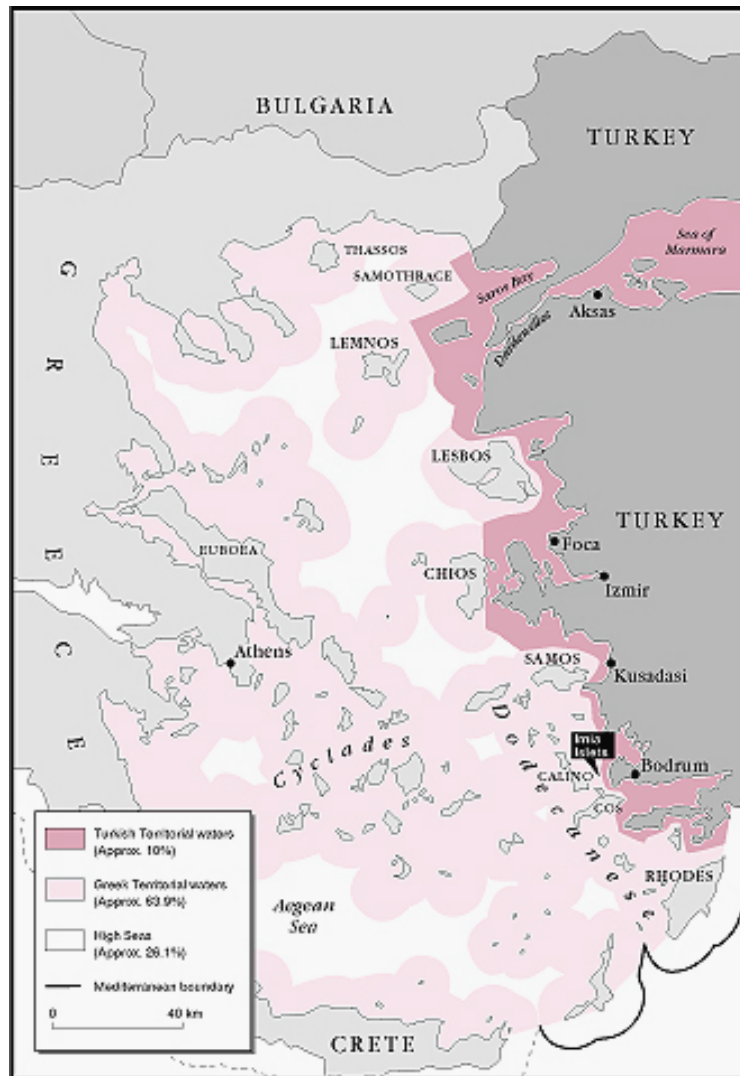 BULGARIA
TURKEY
Sea of
Marmara
THASSOS
SAMOTHRACE
Saros Bay
Aksas
Dardanelles
GREECE
LEMNOS
LESBOS
TURKEY
Foca
EUBOEA
CHIOS
Izmir
Athens
SAMOS
Kusadasi
Dodecanese
Cyclades
Imia
Islets
Bodrum
CALINO
COS
RHODES
Aegean
Sea
CRETE
Turkish Territorial waters
(Approx. 10%)
Greek Territorial waters
(Approx. 63.9%)
High Seas
(Approx. 26.1%)
Mediterranean boundary
0 40 km